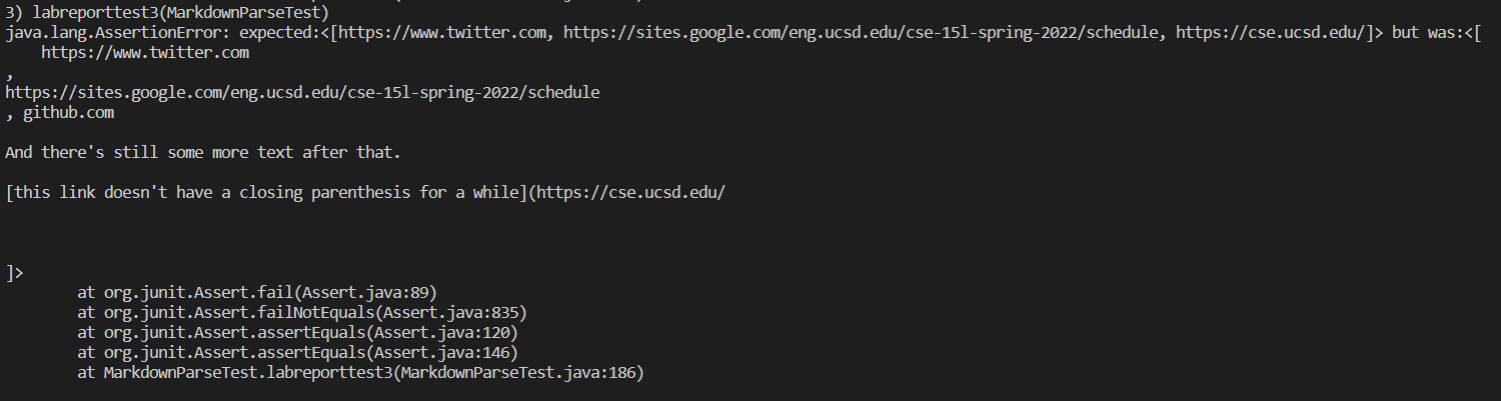 3) labreporttest3(MarkdownParseTest)
java.lang.AssertionError: expected:<[https://www.twitter.com, https://sites.google.com/eng.ucsd.edu/cse-15l-spring-2022/schedule, https://cse.ucsd.edu/]> but was:<[
    https://www.twitter.com
,
https://sites.google.com/eng.ucsd.edu/cse-15l-spring-2022/schedule
, github.com
And there's still some more text after that.
[this link doesn't have a closing parenthesis for a while](https://cse.ucsd.edu/
]>
        at org.junit.Assert.fail(Assert.java:89)
        at org.junit.Assert.failNotEquals(Assert.java:835)
        at org.junit.Assert.assertEquals(Assert.java:120)
        at org.junit.Assert.assertEquals(Assert.java:146)
        at MarkdownParseTest.labreporttest3(MarkdownParseTest.java:186)